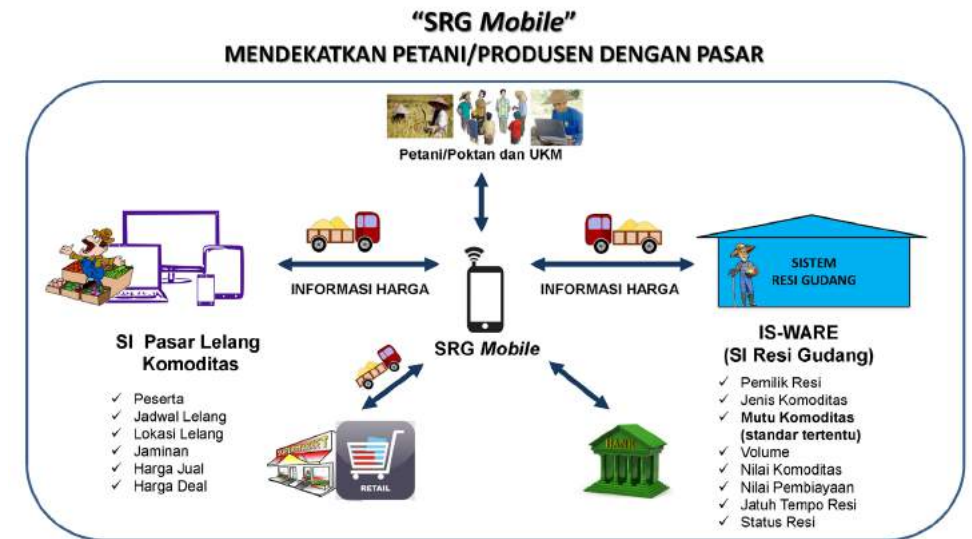 “SRG Mobile”
MENDEKATKAN PETANI/PRODUSEN DENGAN PASAR
Petani/Poktan dan UKM
INFORMASI HARGA
INFORMASI HARGA
SISTEM
RESI GUDANG
SI Pasar Lelang
Komoditas
✓ Peserta
✓ Jadwal Lelang
✓ Lokasi Lelang
✓ Jaminan
✓ Harga Jual
✓ Harga Deal
SRG Mobile
IS-WARE
(SI Resi Gudang)
✓ Pemilik Resi
✓ Jenis Komoditas
✓ Mutu Komoditas
(standar tertentu)
✓ Volume
✓ Nilai Komoditas
✓ Nilai Pembiayaan
✓ Jatuh Tempo Resi
✓ Status Resi
SUPERMARKET
RETAIL
BANK